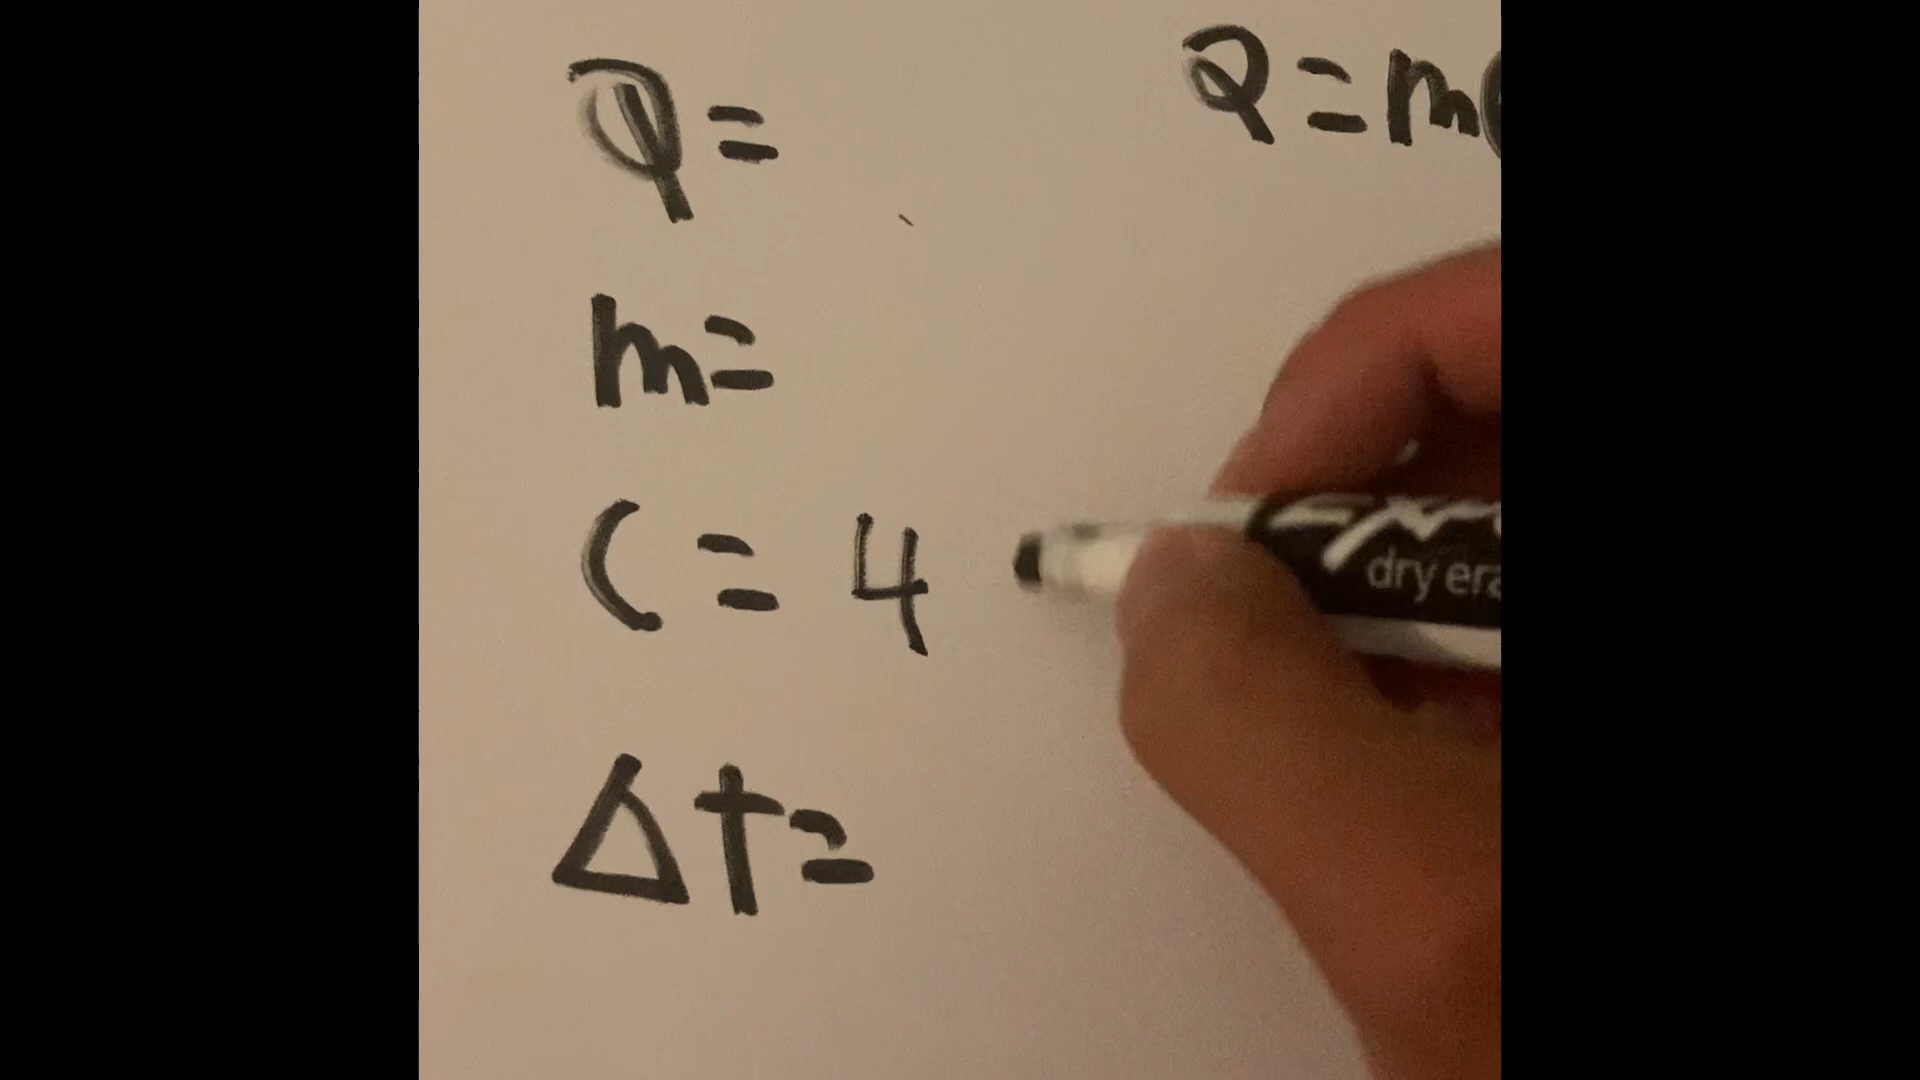 Q=
Q=m
m=
C = 4
Δt=
dry era